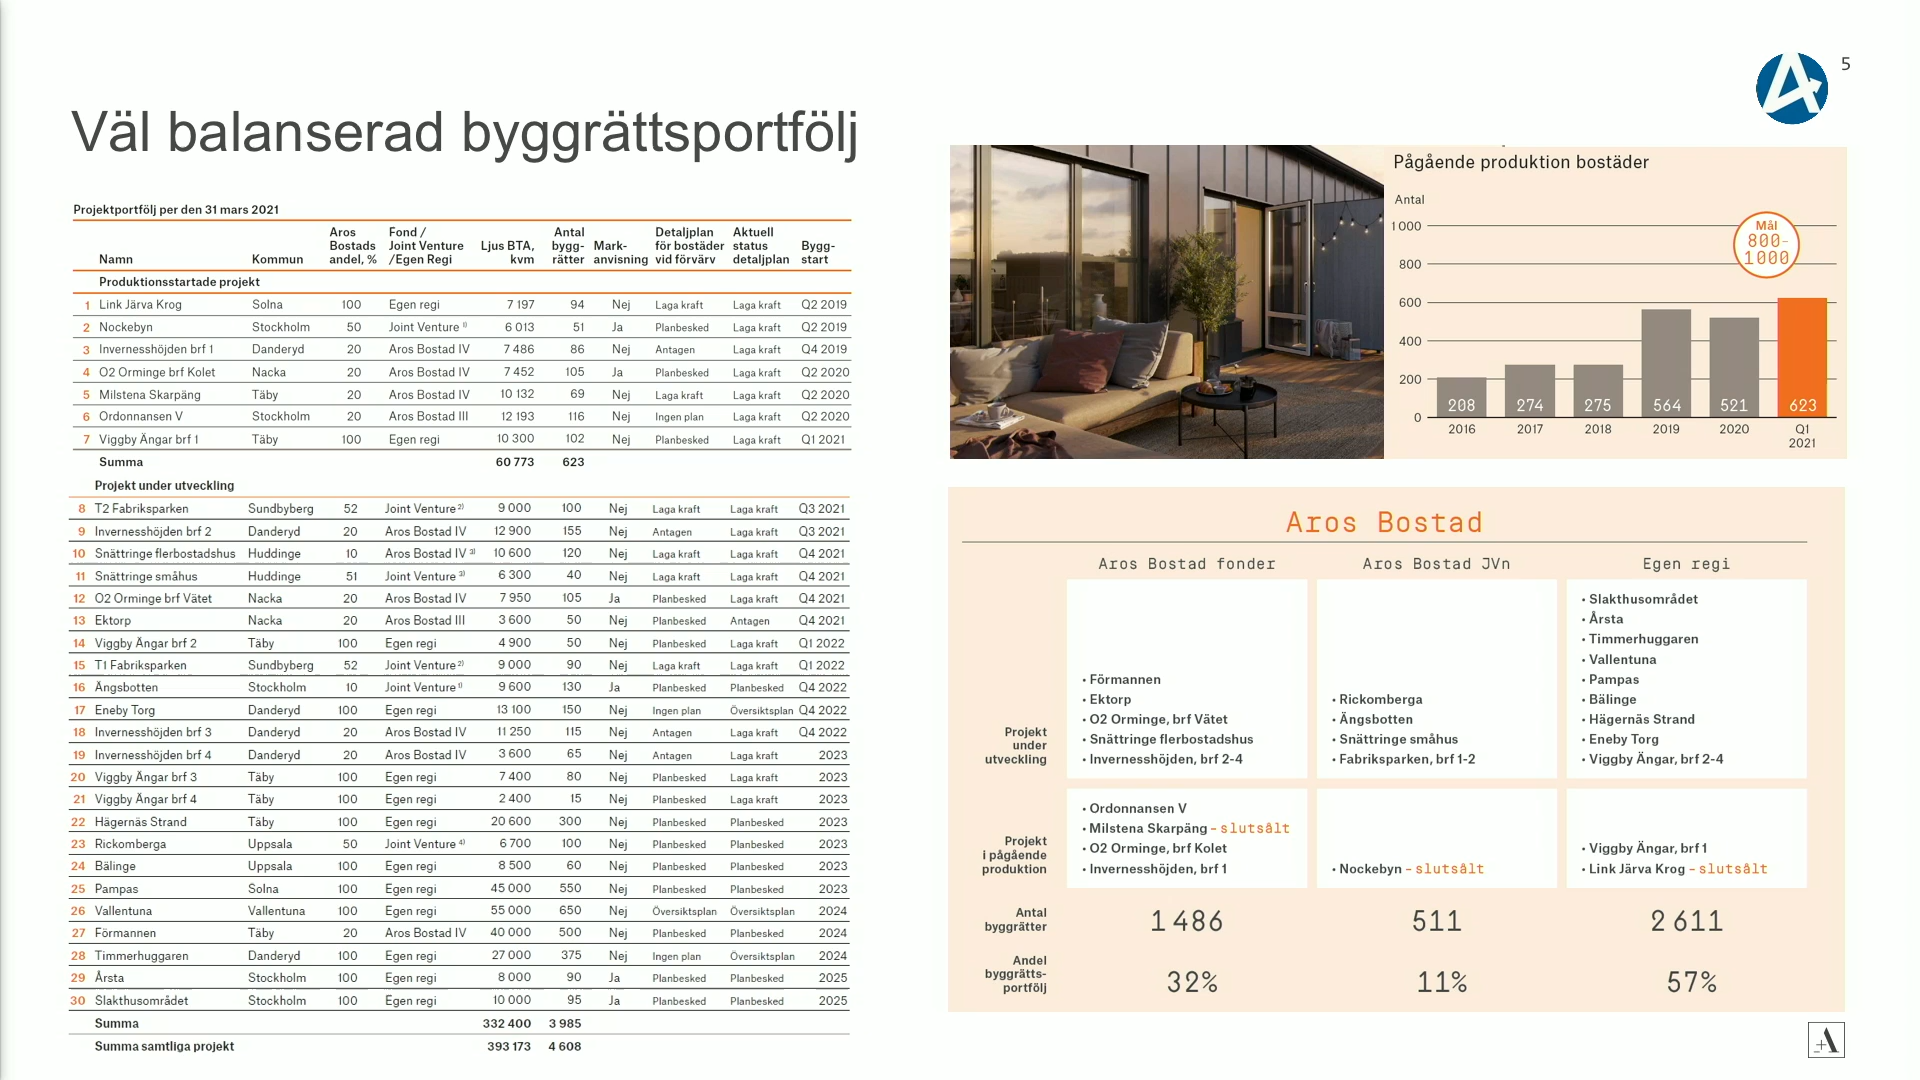 5
Väl balanserad byggrättsportfölj
Projektportfölj per den 31 mars 2021
Namn Kommun Aros Bostads andel, % Fond / Joint Venture /Egen Regi Ljus BTA, kvm Antal bygg-rätter Mark-anvisning Detaljplan för bostäder vid förvärv Aktuell status detaljplan Bygg-start
Produktionsstartade projekt
1 Link Järva Krog Solna 100 Egen regi 7 197 94 Nej Laga kraft Laga kraft Q2 2019
2 Nockebyn Stockholm 50 Joint Venture 1) 6 013 51 Ja Planbesked Laga kraft Q2 2019
3 Invernesshöjden brf 1 Danderyd 20 Aros Bostad IV 7 486 86 Nej Antagen Laga kraft Q4 2019
4 O2 Orminge brf Kolet Nacka 20 Aros Bostad IV 7 452 105 Ja Planbesked Laga kraft Q2 2020
5 Milstena Skarpäng Täby 20 Aros Bostad IV 10 132 69 Nej Laga kraft Laga kraft Q2 2020
6 Ordonnansen V Stockholm 20 Aros Bostad III 12 193 116 Nej Ingen plan Laga kraft Q2 2020
7 Viggby Ängar brf 1 Täby 100 Egen regi 10 300 102 Nej Planbesked Laga kraft Q1 2021
Summa 60 773 623
Projekt under utveckling
8 T2 Fabriksparken Sundbyberg 52 Joint Venture 2) 9 000 100 Nej Laga kraft Laga kraft Q3 2021
9 Invernesshöjden brf 2 Danderyd 20 Aros Bostad IV 12 900 155 Nej Antagen Laga kraft Q3 2021
10 Snättringe flerbostadshus Huddinge 10 Aros Bostad IV 3) 10 600 120 Nej Laga kraft Laga kraft Q4 2021
11 Snättringe småhus Huddinge 51 Joint Venture 3) 6 300 40 Nej Laga kraft Laga kraft Q4 2021
12 O2 Orminge brf Vätet Nacka 20 Aros Bostad IV 7 950 105 Ja Planbesked Laga kraft Q4 2021
13 Ektorp Nacka 20 Aros Bostad III 3 600 50 Nej Planbesked Antagen Q4 2021
14 Viggby Ängar brf 2 Täby 100 Egen regi 4 900 50 Nej Planbesked Laga kraft Q1 2022
15 T1 Fabriksparken Sundbyberg 52 Joint Venture 2) 9 000 90 Nej Laga kraft Laga kraft Q1 2022
16 Ängsbotten Stockholm 10 Joint Venture 1) 9 600 130 Ja Planbesked Planbesked Q4 2022
17 Eneby Torg Danderyd 100 Egen regi 13 100 150 Nej Ingen plan Översiktsplan Q4 2022
18 Invernesshöjden brf 3 Danderyd 20 Aros Bostad IV 11 250 115 Nej Antagen Laga kraft Q4 2022
19 Invernesshöjden brf 4 Danderyd 20 Aros Bostad IV 3 600 65 Nej Antagen Laga kraft 2023
20 Viggby Ängar brf 3 Täby 100 Egen regi 7 400 80 Nej Planbesked Laga kraft 2023
21 Viggby Ängar brf 4 Täby 100 Egen regi 2 400 15 Nej Planbesked Laga kraft 2023
22 Hägernäs Strand Täby 100 Egen regi 20 600 300 Nej Planbesked Planbesked 2023
23 Rickomberga Uppsala 50 Joint Venture 4) 6 700 100 Nej Planbesked Planbesked 2023
24 Bälinge Uppsala 100 Egen regi 8 500 60 Nej Planbesked Planbesked 2023
25 Pampas Solna 100 Egen regi 45 000 550 Nej Planbesked Planbesked 2023
26 Vallentuna Vallentuna 100 Egen regi 55 000 650 Nej Översiktsplan Översiktsplan 2024
27 Förmannen Täby 20 Aros Bostad IV 40 000 500 Nej Planbesked Planbesked 2024
28 Timmerhuggaren Danderyd 100 Egen regi 27 000 375 Nej Ingen plan Översiktsplan 2024
29 Årsta Stockholm 100 Egen regi 8 000 90 Ja Planbesked Planbesked 2025
30 Slakthusområdet Stockholm 100 Egen regi 10 000 95 Ja Planbesked Planbesked 2025
Summa 332 400 3 985
Summa samtliga projekt 393 173 4 608
Pågående produktion bostäder
Antal
1 000
800
600
400
200
0
Mål
800-
1000
208 274 275 564 521 623
2016 2017 2018 2019 2020 Q1
2021
Aros Bostad
Aros Bostad fonder Aros Bostad JVn Egen regi
Projekt
under
utveckling
• Förmannen
• Ektorp
• O2 Orminge, brf Vätet
• Snättringe flerbostadshus
• Invernesshöjden, brf 2-4
• Rickomberga
• Ängsbotten
• Snättringe småhus
• Fabriksparken, brf 1-2
• Slakthusområdet
• Årsta
• Timmerhuggaren
• Vallentuna
• Pampas
• Bälinge
• Hägernäs Strand
• Eneby Torg
• Viggby Ängar, brf 2-4
Projekt
i pågående
produktion
• Ordonnansen V
• Milstena Skarpäng – slutsålt
• O2 Orminge, brf Kolet
• Invernesshöjden, brf 1
• Nockebyn – slutsålt
• Viggby Ängar, brf 1
• Link Järva Krog – slutsålt
Antal
byggrätter
1 486 511 2 611
Andel
byggrätts-
portfölj
32% 11% 57%